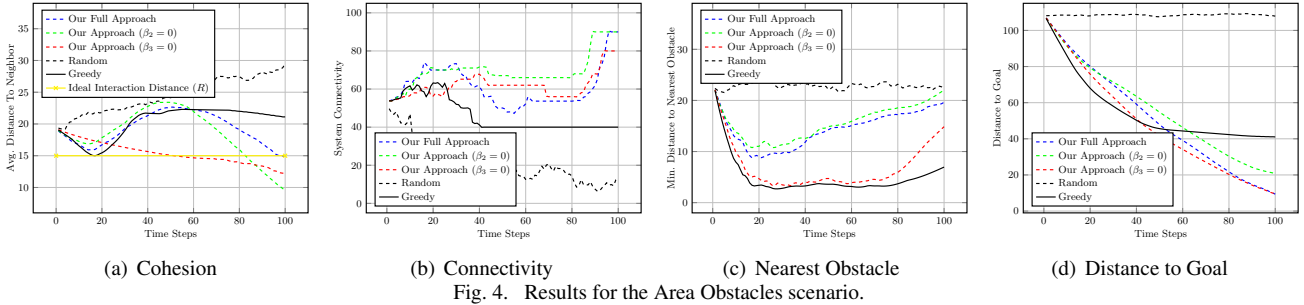 Our Full Approach
Our Approach (β₂ = 0)
Our Approach (β₃ = 0)
Random
Greedy
Ideal Interaction Distance (R)
Avg. Distance To Neighbor
35
30
25
20
15
10
0 20 40 60 80 100
Time Steps
(a) Cohesion
System Connectivity
100
80
60
40
20
0
Our Full Approach
Our Approach (β₂ = 0)
Our Approach (β₃ = 0)
Random
Greedy
0 20 40 60 80 100
Time Steps
(b) Connectivity
Our Full Approach
Our Approach (β₂ = 0)
Our Approach (β₃ = 0)
Random
Greedy
Min. Distance to Nearest Obstacle
30
20
10
0
0 20 40 60 80 100
Time Steps
(c) Nearest Obstacle
Distance to Goal
100
80
60
40
20
0
Our Full Approach
Our Approach (β₂ = 0)
Our Approach (β₃ = 0)
Random
Greedy
0 20 40 60 80 100
Time Steps
(d) Distance to Goal
Fig. 4. Results for the Area Obstacles scenario.